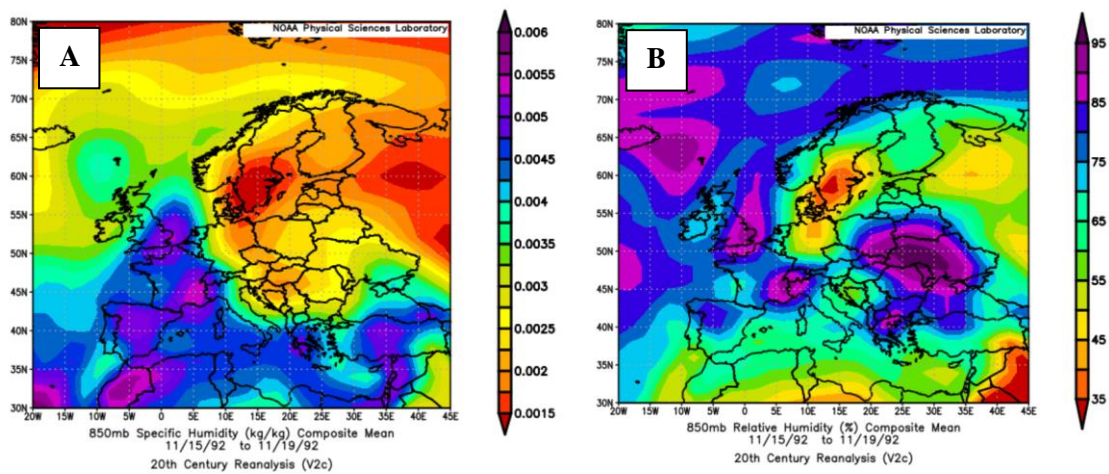 NOAA Physical Sciences Laboratory
A
80N
75N
70N
65N
60N
55N
50N
45N
40N
35N
30N
20W 15W 10W 5W 0 5E 10E 15E 20E 25E 30E 35E 40E 45E
0.006
0.0055
0.005
0.0045
0.004
0.0035
0.003
0.0025
0.002
0.0015
850mb Specific Humidity (kg/kg) Composite Mean
11/15/92 to 11/19/92
20th Century Reanalysis (V2c)
NOAA Physical Sciences Laboratory
B
80N
75N
70N
65N
60N
55N
50N
45N
40N
35N
30N
20W 15W 10W 5W 0 5E 10E 15E 20E 25E 30E 35E 40E 45E
95
85
75
65
55
45
35
850mb Relative Humidity (%) Composite Mean
11/15/92 to 11/19/92
20th Century Reanalysis (V2c)